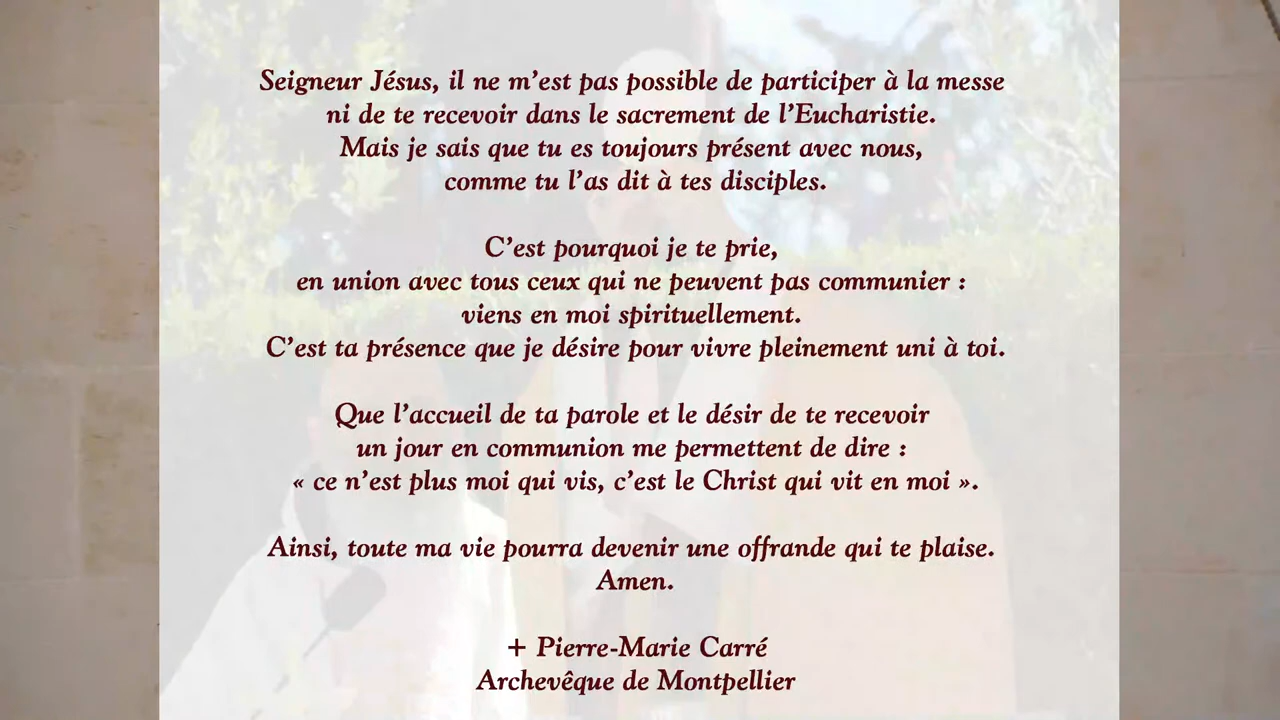 Seigneur Jésus, il ne m’est pas possible de participer à la messe
ni de te recevoir dans le sacrement de l’Eucharistie.
Mais je sais que tu es toujours présent avec nous,
comme tu l’as dit à tes disciples.
C’est pourquoi je te prie,
en union avec tous ceux qui ne peuvent pas communier :
viens en moi spirituellement.
C’est ta présence que je désire pour vivre pleinement uni à toi.
Que l’accueil de ta parole et le désir de te recevoir
un jour en communion me permettent de dire :
« ce n’est plus moi qui vis, c’est le Christ qui vit en moi ».
Ainsi, toute ma vie pourra devenir une offrande qui te plaise.
Amen.
+ Pierre-Marie Carré
Archevêque de Montpellier